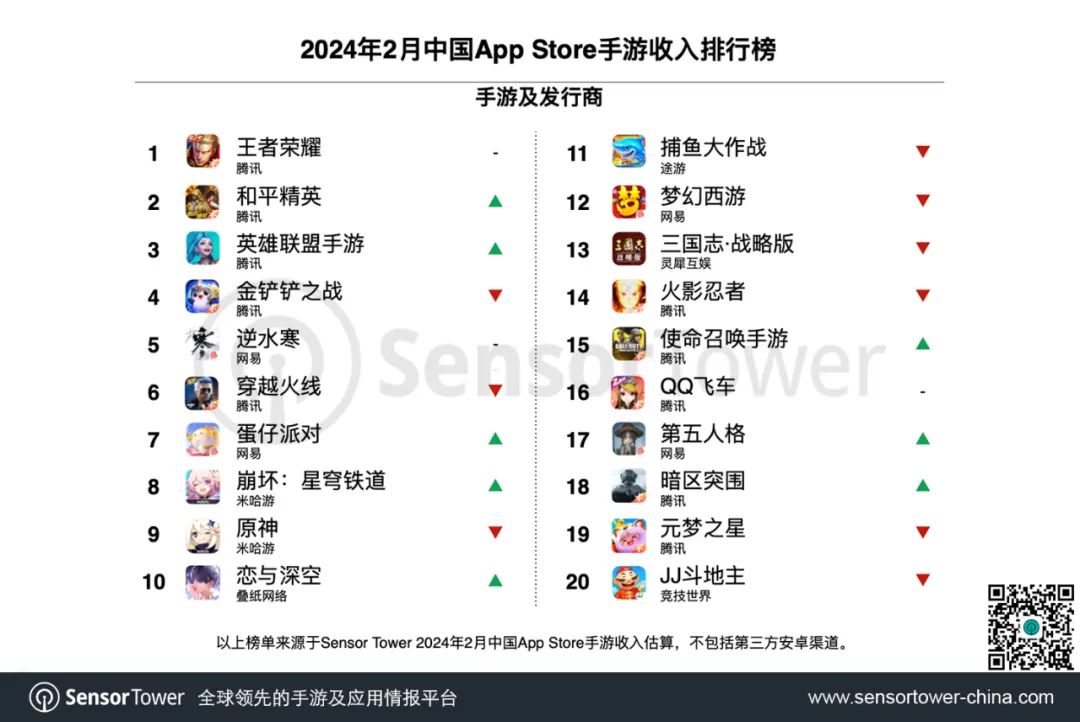 2024年2月中国App Store手游收入排行榜
手游及发行商
1
王者荣耀
腾讯
-
2
和平精英
腾讯
▲
3
英雄联盟手游
腾讯
▲
4
金铲铲之战
腾讯
▼
5
逆水寒
网易
-
6
穿越火线
腾讯
▼
7
蛋仔派对
网易
▲
8
崩坏：星穹铁道
米哈游
▲
9
原神
米哈游
▼
10
恋与深空
叠纸网络
▲
11
捕鱼大作战
途游
▼
12
梦幻西游
网易
▼
13
三国志·战略版
灵犀互娱
▼
14
火影忍者
腾讯
▼
15
使命召唤手游
腾讯
▲
16
QQ飞车
腾讯
-
17
第五人格
网易
▲
18
暗区突围
腾讯
▲
19
元梦之星
腾讯
▼
20
JJ斗地主
竞技世界
▼
SensorTower
以上榜单来源于Sensor Tower 2024年2月中国App Store手游收入估算，不包括第三方安卓渠道。
SensorTower 全球领先的手游及应用情报平台
www.sensortower-china.com